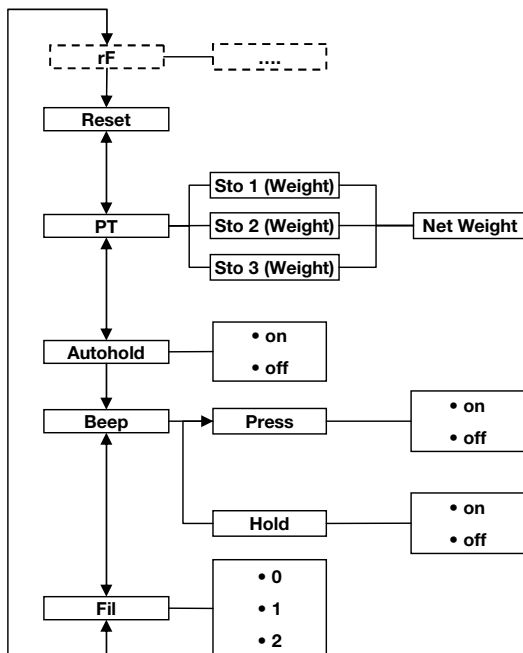 rF
....
Reset
Sto 1 (Weight)
PT
Sto 2 (Weight)
Net Weight
Sto 3 (Weight)
Autohold
• on
• off
Beep
Press
• on
• off
Hold
• on
• off
Fil
• 0
• 1
• 2